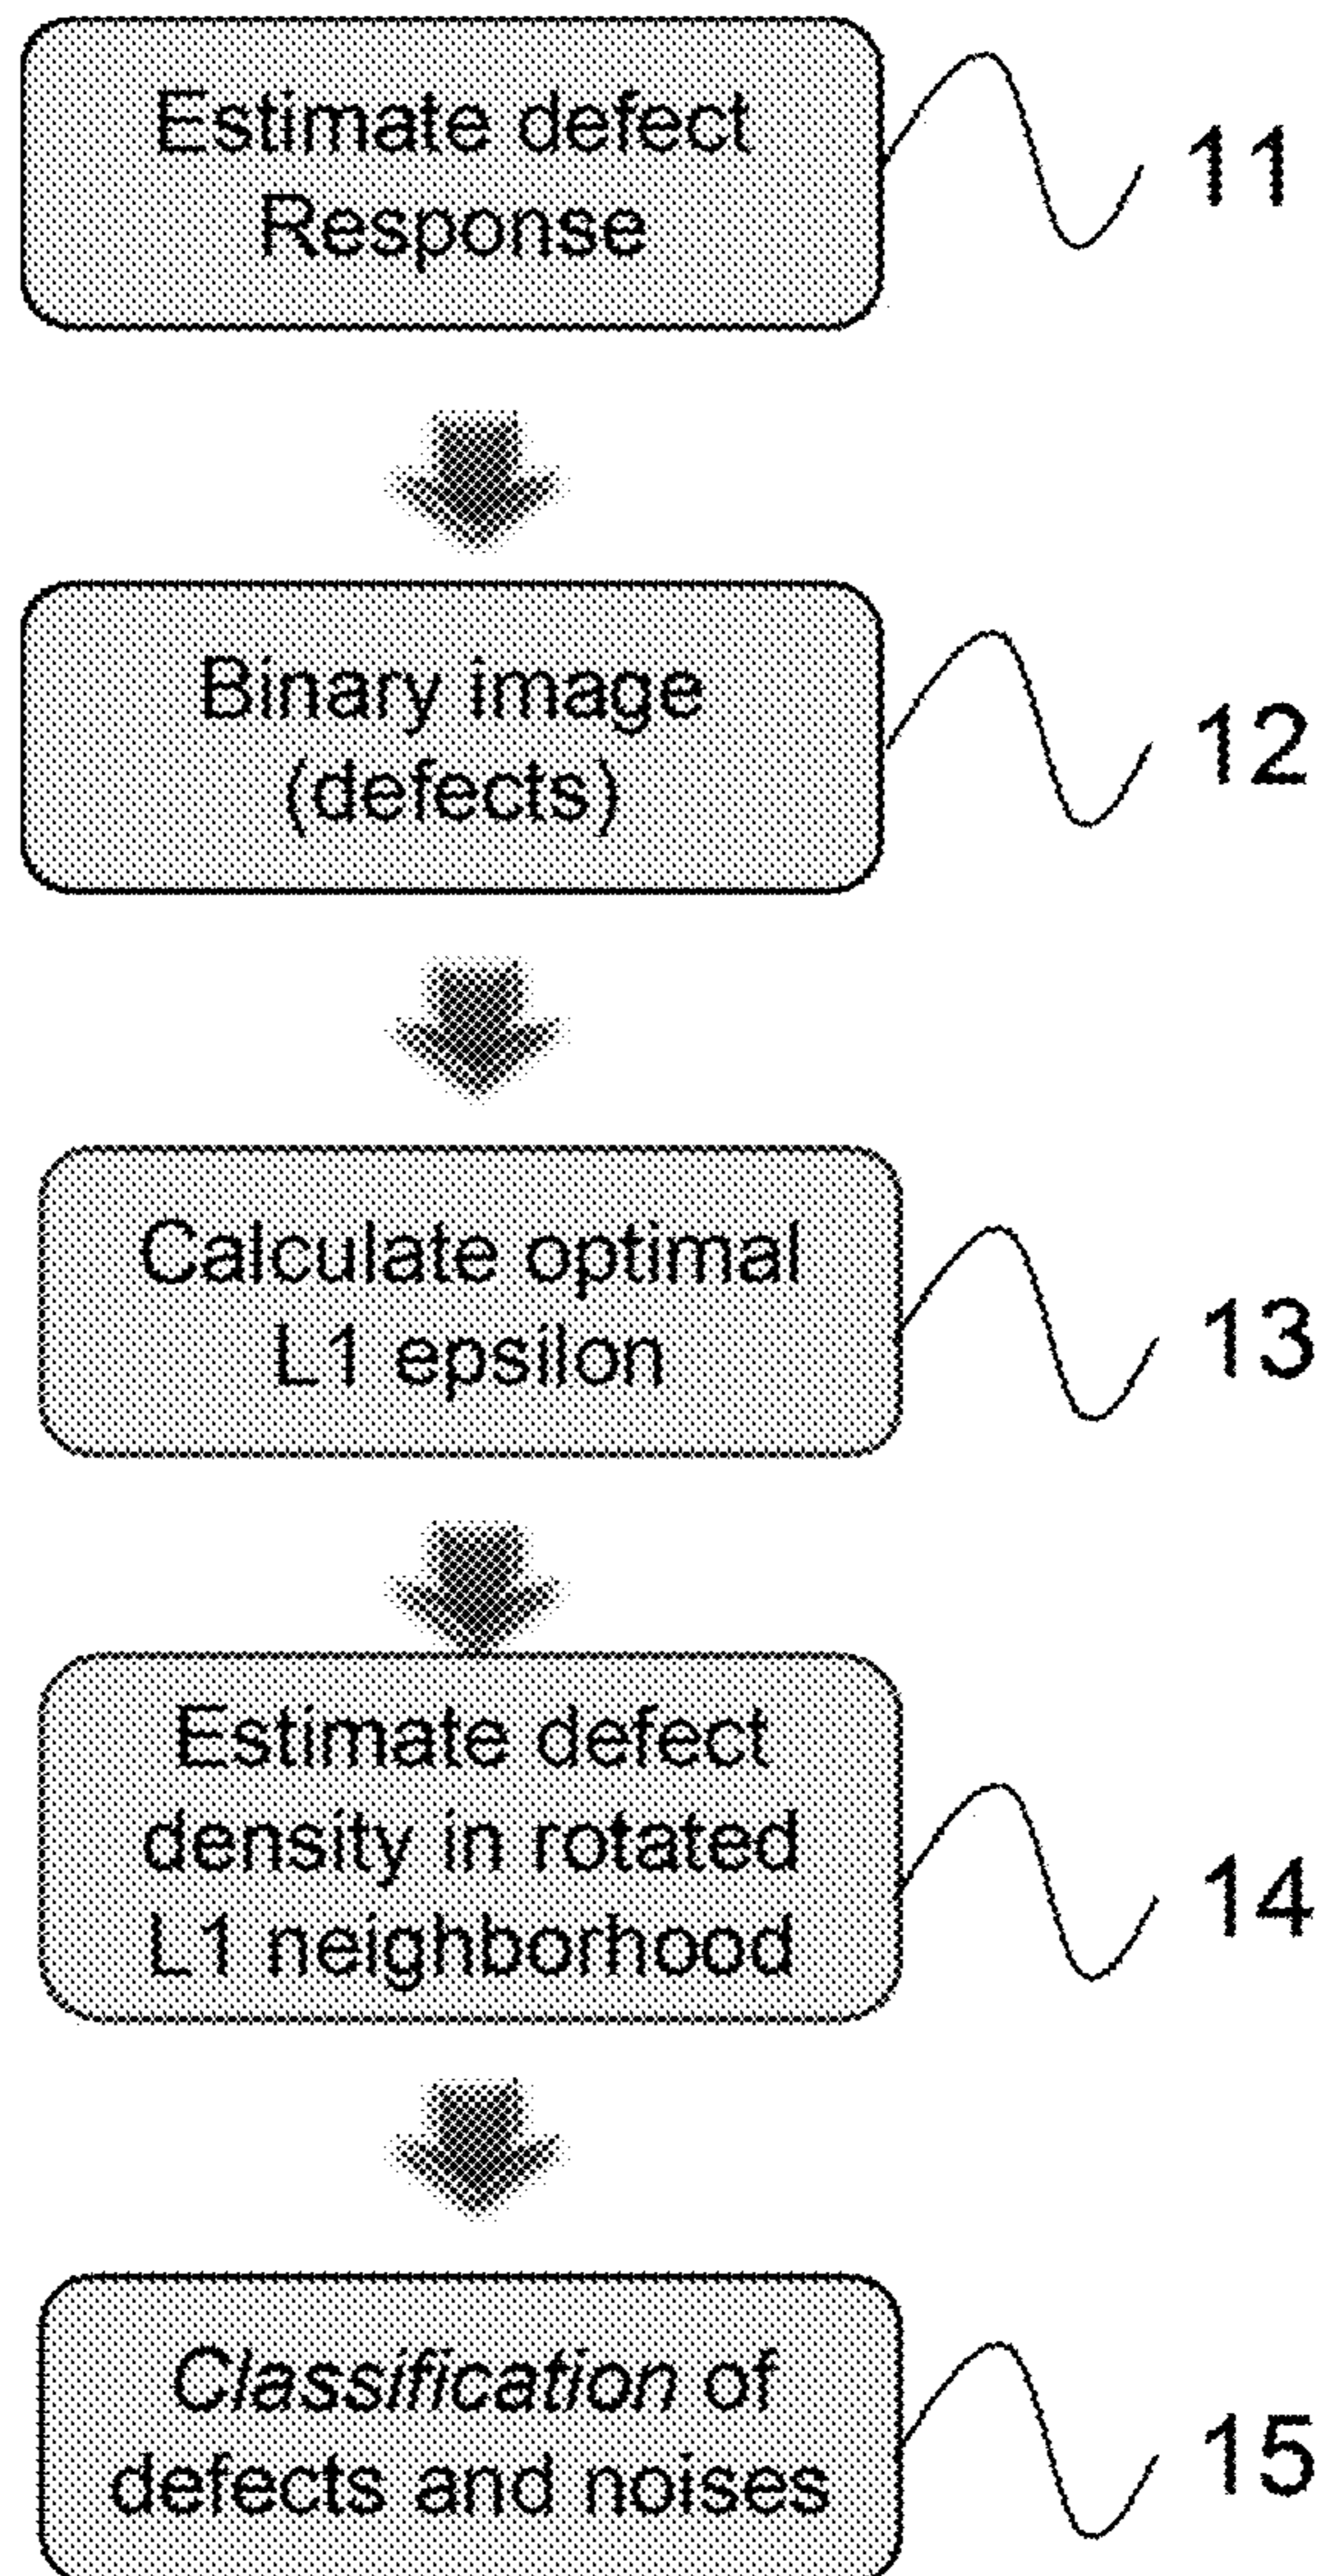 Estimate defect
Response
11
Binary image
(defects)
12
Calculate optimal
L1 epsilon
13
Estimate defect
density in rotated
L1 neighborhood
14
Classification of
defects and noises
15